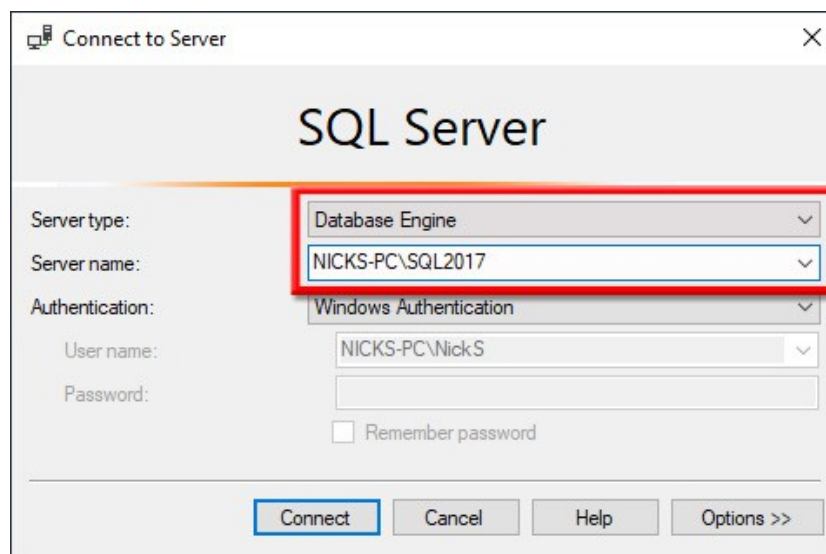 Connect to Server
SQL Server
Server type: Database Engine
Server name: NICKS-PC\SQL2017
Authentication: Windows Authentication
User name: NICKS-PC\NickS
Password:
Remember password
Connect Cancel Help Options >>